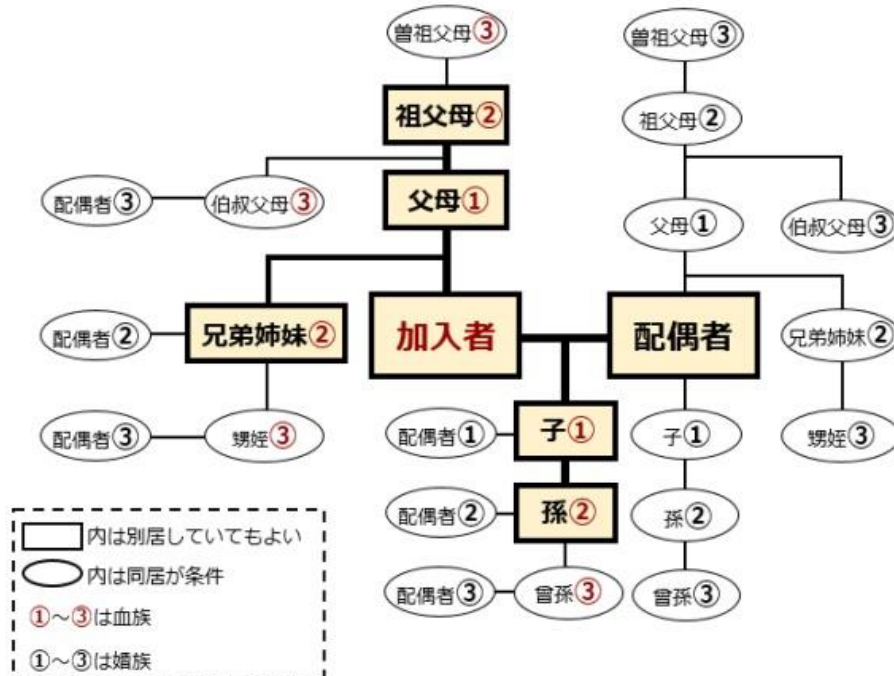 曽祖父母③
曽祖父母③
祖父母②
祖父母②
配偶者③
伯叔父母③
父母①
父母①
伯叔父母③
配偶者②
兄弟姉妹②
加入者
配偶者
兄弟姉妹②
配偶者③
甥姪③
配偶者①
子①
子①
甥姪③
配偶者②
孫②
孫②
配偶者③
曾孫③
曾孫③
内は別居していてもよい
内は同居が条件
①～③は血族
①～③は婚族